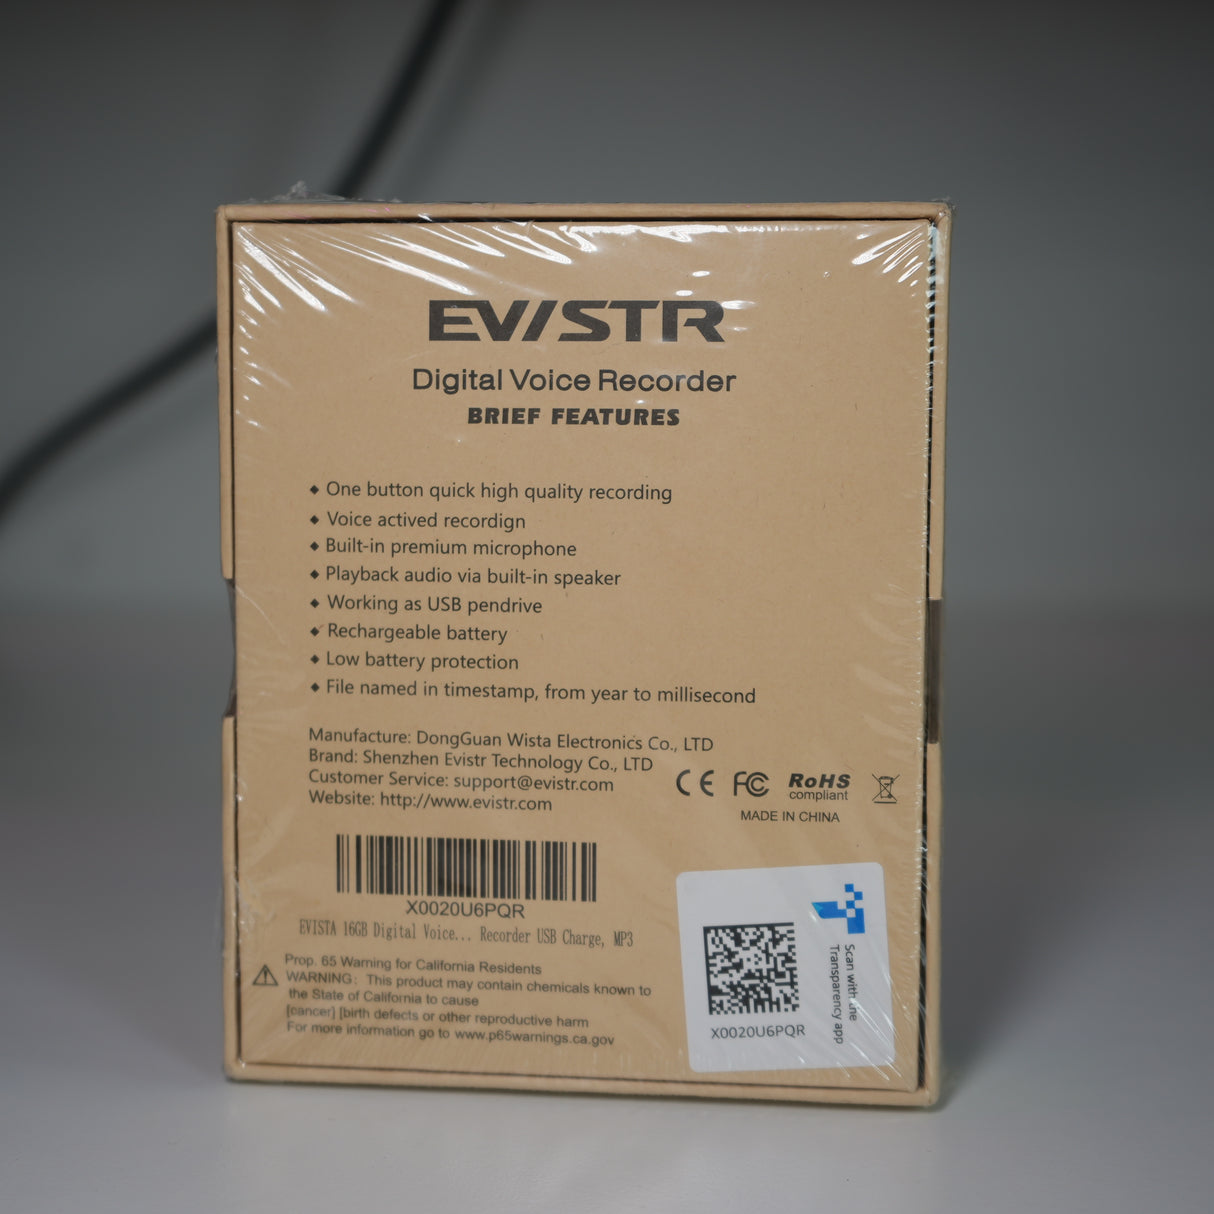 EVISTR
Digital Voice Recorder
BRIEF FEATURES
◆ One button quick high quality recording
◆ Voice actived recordign
◆ Built-in premium microphone
◆ Playback audio via built-in speaker
◆ Working as USB pendrive
◆ Rechargeable battery
◆ Low battery protection
◆ File named in timestamp, from year to millisecond
Manufacture: DongGuan Wista Electronics Co., LTD
Brand: Shenzhen Evistr Technology Co., LTD
Customer Service: support@evistr.com
Website: http://www.evistr.com
CE FC RoHS
compliant
MADE IN CHINA
X0020U6PQR
EVISTA 16GB Digital Voice... Recorder USB Charge, MP3
Prop. 65 Warning for California Residents
WARNING: This product may contain chemicals known to
the State of California to cause
[cancer] [birth defects or other reproductive harm
For more information go to www.p65warnings.ca.gov
Scan with the
Transparency app
X0020U6PQR